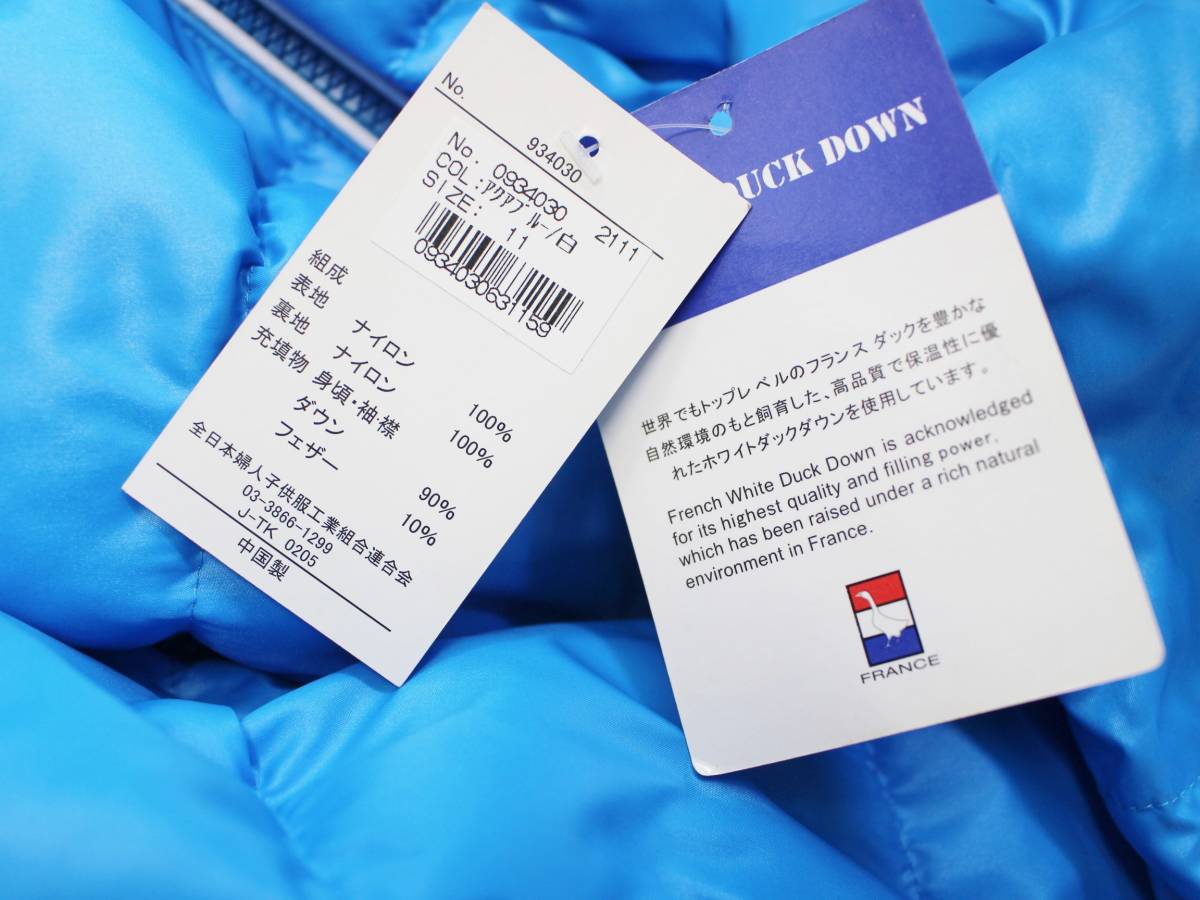 No. 934030
No. 0934030 2111
COL:アクアブルー/白
SIZE: 11
0934030631159
組成
表地 ナイロン 100%
裏地 ナイロン 100%
充填物 身頃・袖襟
ダウン 90%
フェザー 10%
全日本婦人子供服工業組合連合会
03-3866-1299
J-TK 0205
中国製
DUCK DOWN
世界でもトップレベルのフランスダックを豊かな
自然環境のもと飼育した、高品質で保温性に優
れたホワイトダックダウンを使用しています。
French White Duck Down is acknowledged
for its highest quality and filling power,
which has been raised under a rich natural
environment in France.
FRANCE